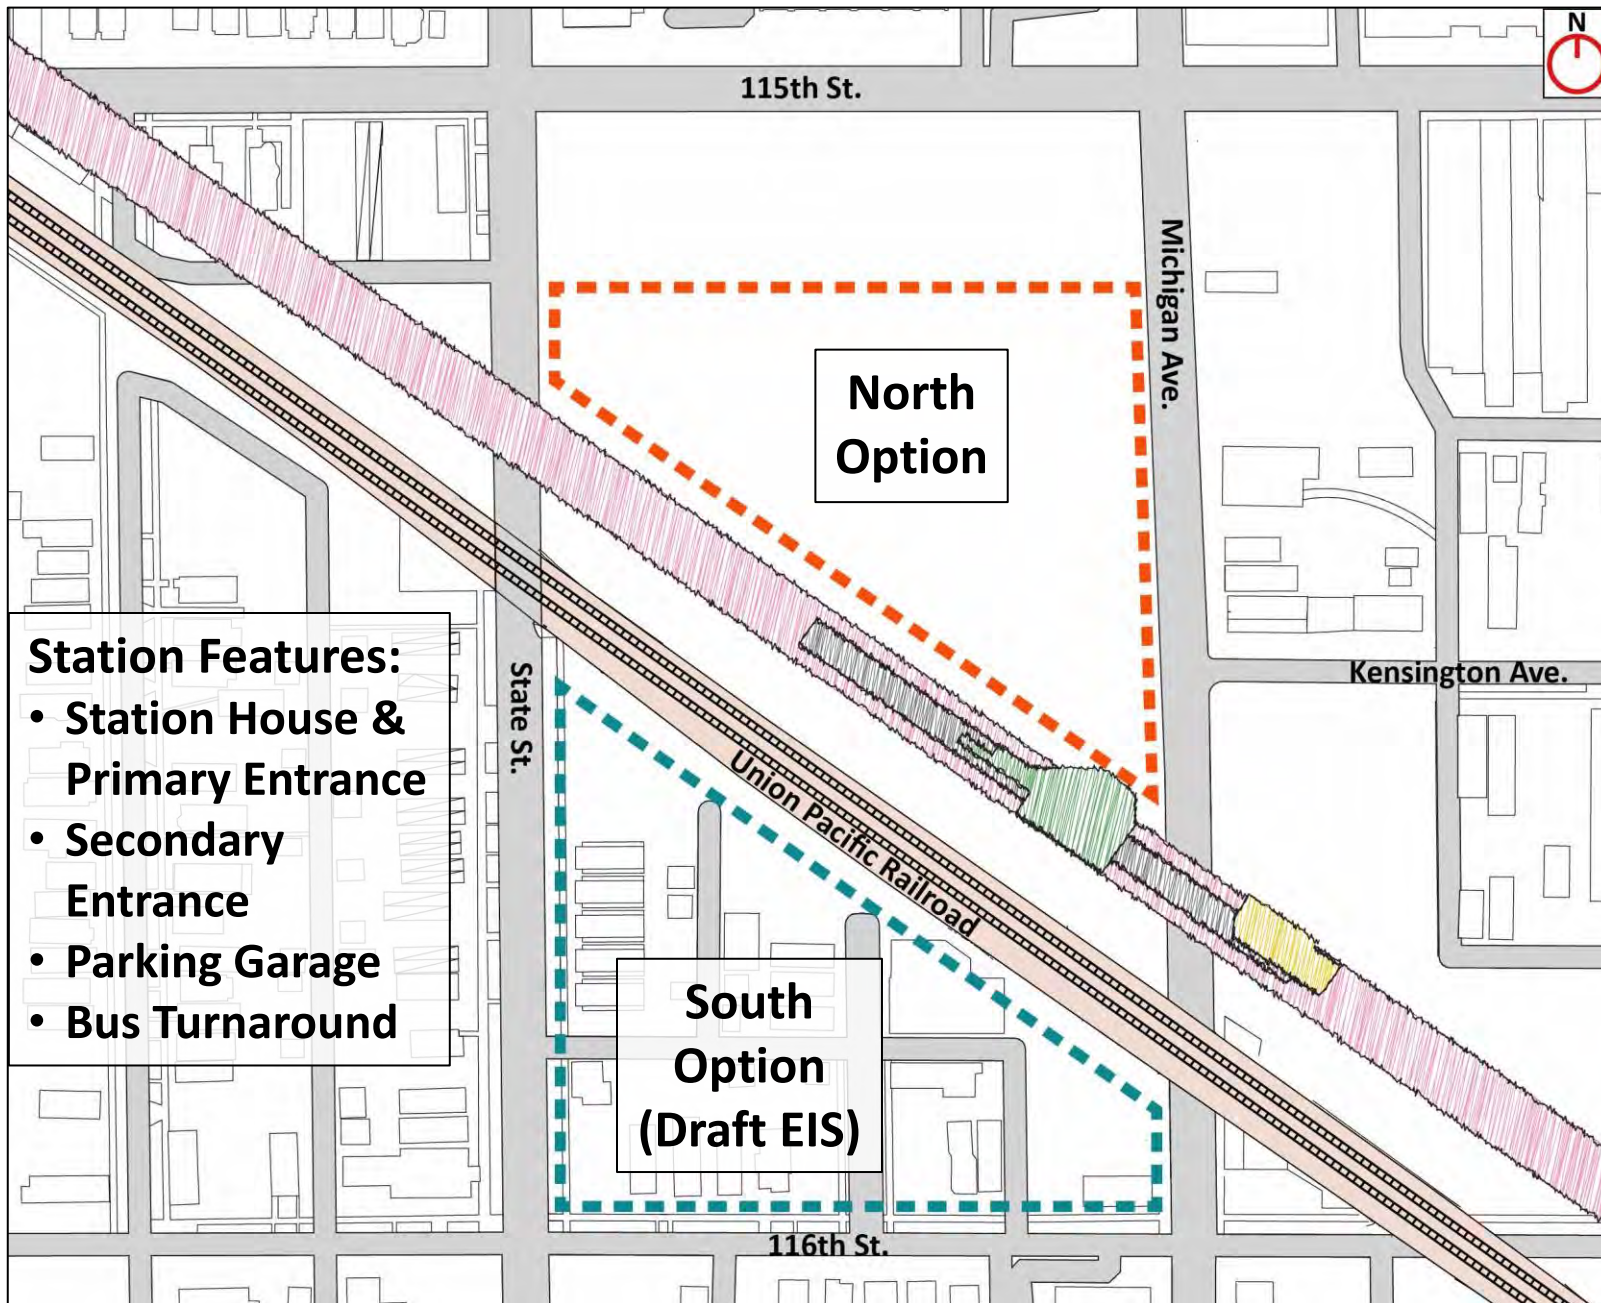 N
115th St.
Michigan Ave.
North
Option
Kensington Ave.
Station Features:
• Station House &
Primary Entrance
• Secondary
Entrance
• Parking Garage
• Bus Turnaround
State St.
Union Pacific Railroad
South
Option
(Draft EIS)
116th St.